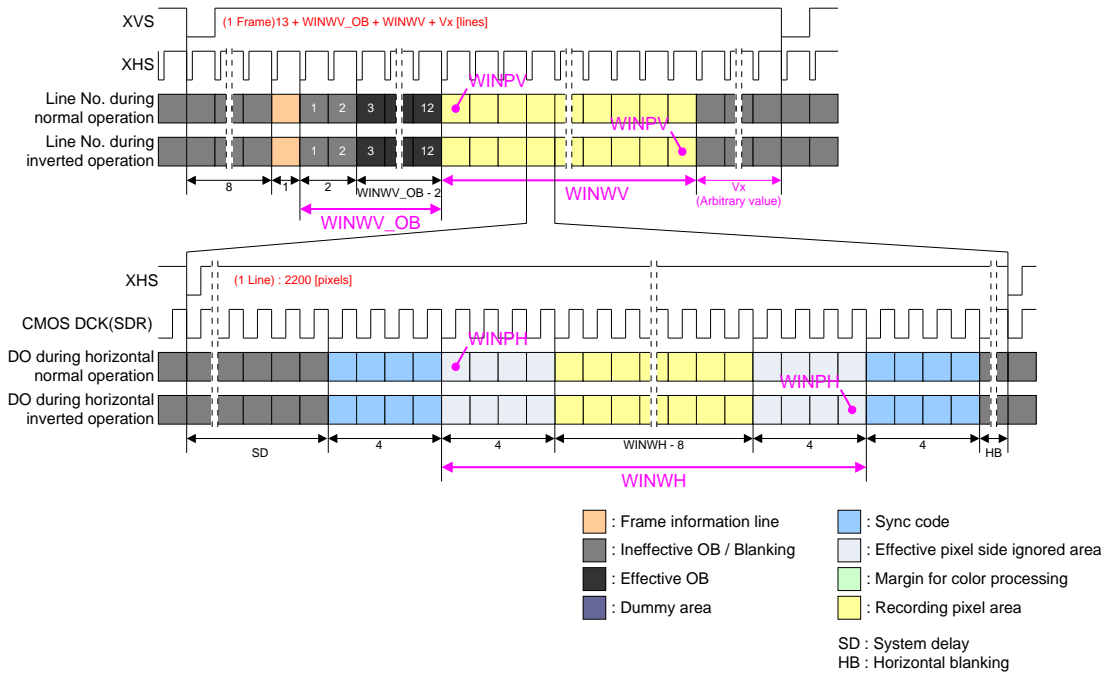 XVS
(1 Frame)13 + WINWV_OB + WINWV + Vx [lines]
XHS
WINPV
Line No. during
normal operation
1 2 3 12
WINPV
Line No. during
inverted operation
1 2 3 12
8 1 2 WINWV_OB - 2
WINWV
Vx
(Arbitrary value)
WINWV_OB
XHS
(1 Line) : 2200 [pixels]
CMOS DCK(SDR)
WINPH
DO during horizontal
normal operation
WINPH
DO during horizontal
inverted operation
SD 4 4 WINWH - 8 4 4 HB
WINWH
: Frame information line
: Ineffective OB / Blanking
: Effective OB
: Dummy area
: Sync code
: Effective pixel side ignored area
: Margin for color processing
: Recording pixel area
SD : System delay
HB : Horizontal blanking